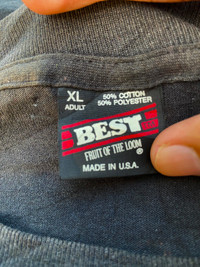 XL
ADULT
50% COTTON
50% POLYESTER
BEST
FRUIT OF THE LOOM ®
MADE IN U.S.A.